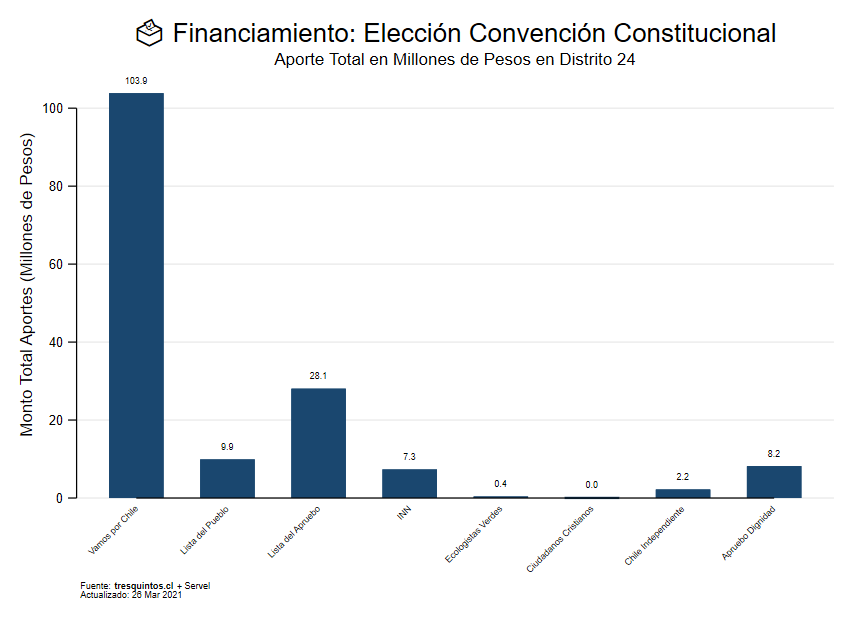 🗳 Financiamiento: Elección Convención Constitucional
Aporte Total en Millones de Pesos en Distrito 24
Monto Total Aportes (Millones de Pesos)
100
80
60
40
20
0
103.9
9.9
28.1
7.3
0.4
0.0
2.2
8.2
Vamos por Chile
Lista del Pueblo
Lista del Apruebo
INN
Ecologistas Verdes
Ciudadanos Cristianos
Chile Independiente
Apruebo Dignidad
Fuente: tresquintos.cl + Servel
Actualizado: 26 Mar 2021